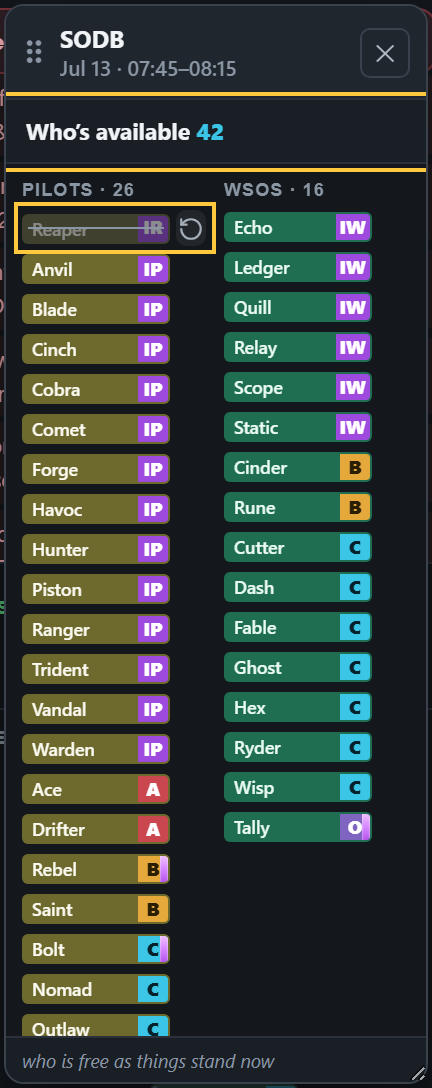 SODB
Jul 13 · 07:45–08:15
Who's available 42
PILOTS · 26
Reaper IR
Anvil IP
Blade IP
Cinch IP
Cobra IP
Comet IP
Forge IP
Havoc IP
Hunter IP
Piston IP
Ranger IP
Trident IP
Vandal IP
Warden IP
Ace A
Drifter A
Rebel B
Saint B
Bolt C
Nomad C
Outlaw C
WSOS · 16
Echo IW
Ledger IW
Quill IW
Relay IW
Scope IW
Static IW
Cinder B
Rune B
Cutter C
Dash C
Fable C
Ghost C
Hex C
Ryder C
Wisp C
Tally O
who is free as things stand now